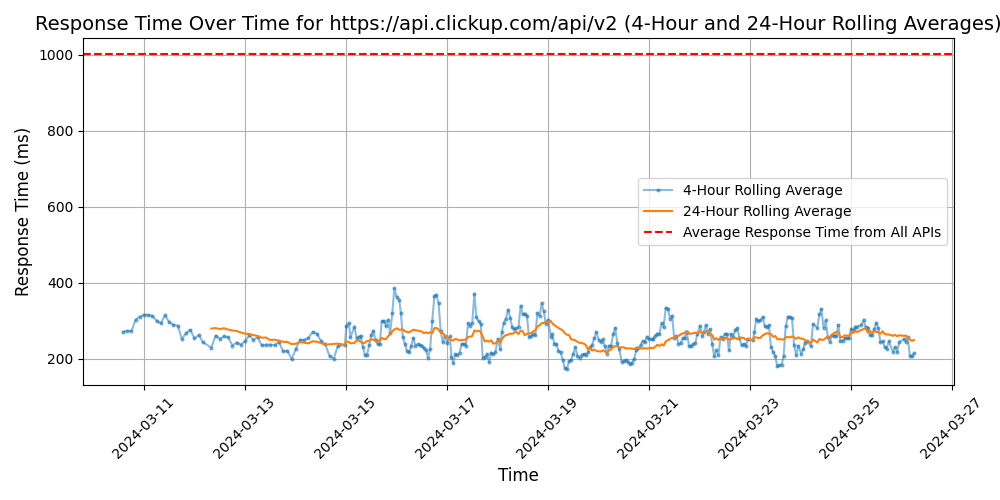 Response Time Over Time for https://api.clickup.com/api/v2 (4-Hour and 24-Hour Rolling Averages)
Response Time (ms)
1000
800
600
400
200
4-Hour Rolling Average
24-Hour Rolling Average
Average Response Time from All APIs
2024-03-11
2024-03-13
2024-03-15
2024-03-17
2024-03-19
2024-03-21
2024-03-23
2024-03-25
2024-03-27
Time